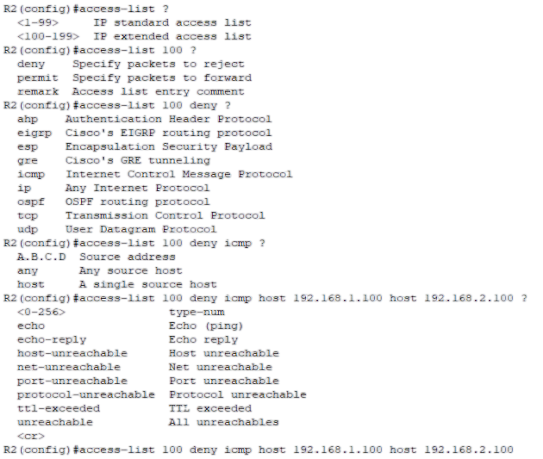 R2(config)#access-list ?
<1-99> IP standard access list
<100-199> IP extended access list
R2(config)#access-list 100 ?
deny Specify packets to reject
permit Specify packets to forward
remark Access list entry comment
R2(config)#access-list 100 deny ?
ahp Authentication Header Protocol
eigrp Cisco's EIGRP routing protocol
esp Encapsulation Security Payload
gre Cisco's GRE tunneling
icmp Internet Control Message Protocol
ip Any Internet Protocol
ospf OSPF routing protocol
tcp Transmission Control Protocol
udp User Datagram Protocol
R2(config)#access-list 100 deny icmp ?
A.B.C.D Source address
any Any source host
host A single source host
R2(config)#access-list 100 deny icmp host 192.168.1.100 host 192.168.2.100 ?
<0-256> type-num
echo Echo (ping)
echo-reply Echo reply
host-unreachable Host unreachable
net-unreachable Net unreachable
port-unreachable Port unreachable
protocol-unreachable Protocol unreachable
ttl-exceeded TTL exceeded
unreachable All unreachables
<cr>
R2(config)#access-list 100 deny icmp host 192.168.1.100 host 192.168.2.100